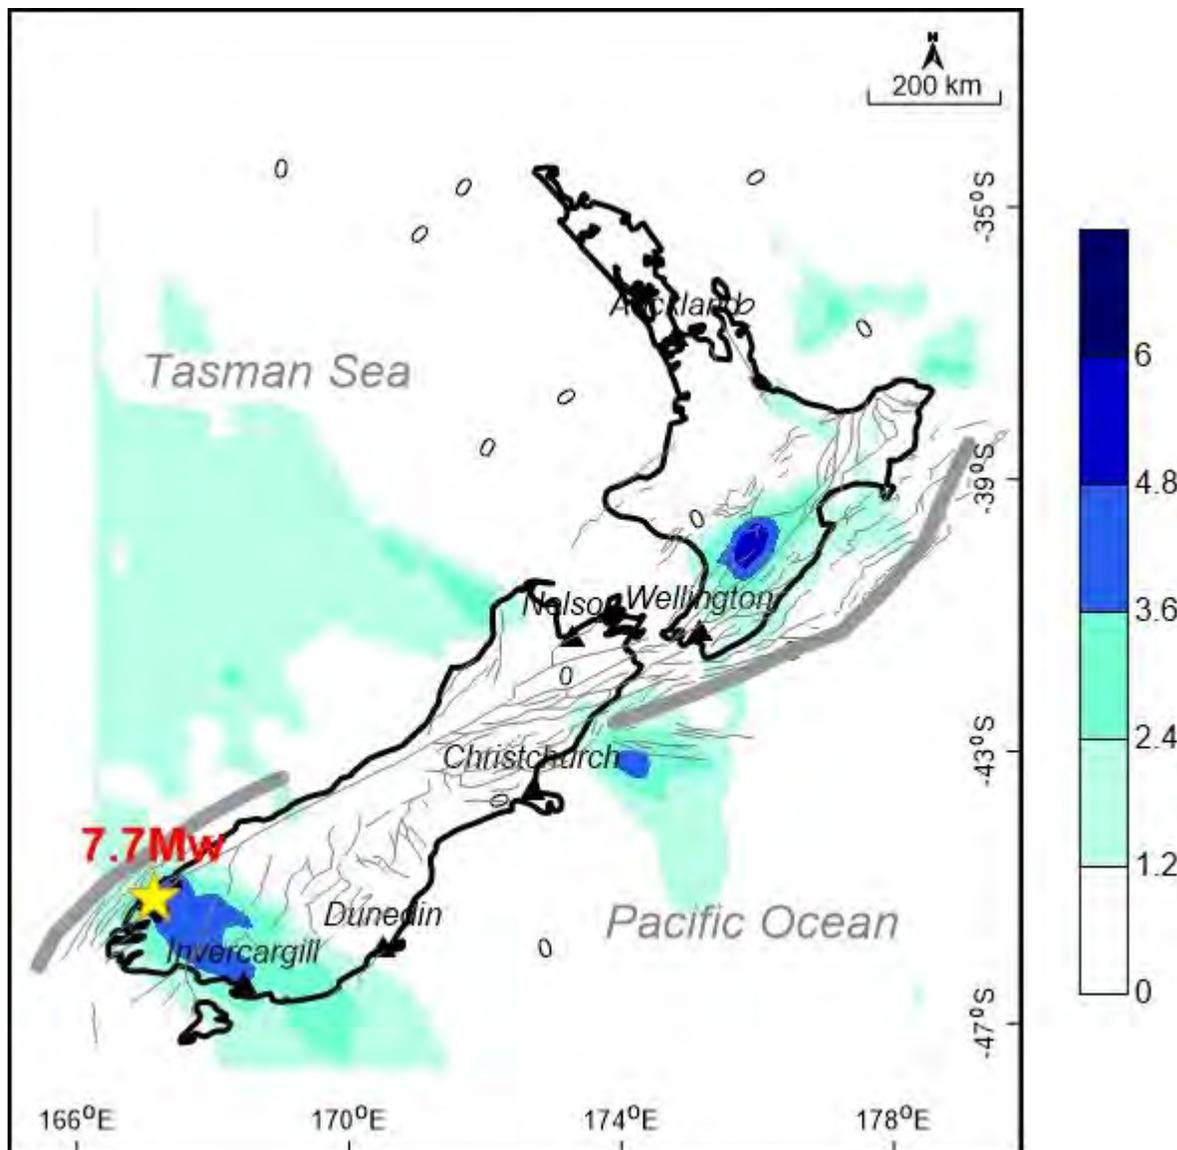 N
200 km
0
0
0
0
-35°S
Auckland
0
0
6
Tasman Sea
0
0
-39°S
4.8
0
Nelson
Wellington
3.6
0
2.4
-43°S
Christchurch
0
7.7Mw
1.2
Dunedin
Pacific Ocean
Invercargill
0
0
-47°S
166°E
170°E
174°E
178°E